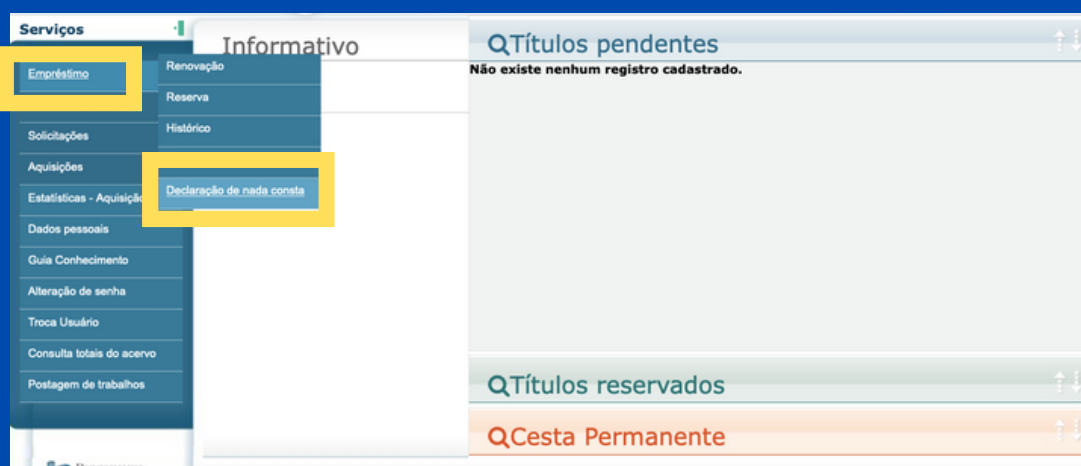 Serviços
Empréstimo
Solicitações
Aquisições
Estatísticas - Aquisição
Dados pessoais
Guia Conhecimento
Alteração de senha
Troca Usuário
Consulta totais do acervo
Postagem de trabalhos
Renovação
Reserva
Histórico
Declaração de nada consta
Informativo
Títulos pendentes
Não existe nenhum registro cadastrado.
Títulos reservados
Cesta Permanente